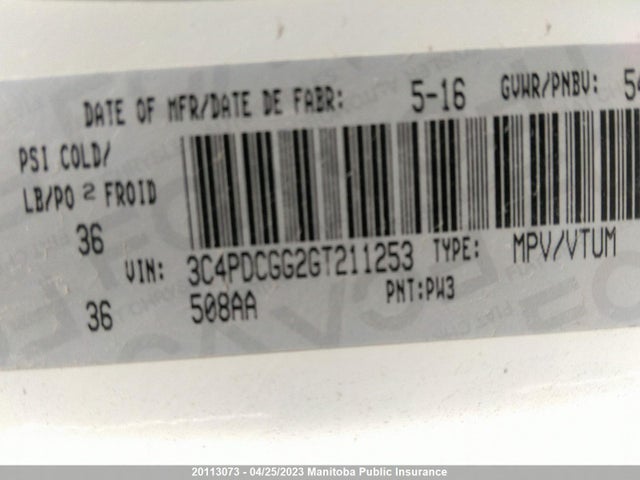 DATE OF MFR/DATE DE FABR: 5-16 GVWR/PNBV: 54
PSI COLD/
LB/PO 2 FROID
36
VIN: 3C4PDCGG2GT211253 TYPE: MPV/VTUM
36 508AA PNT:PW3
20113073 - 04/25/2023 Manitoba Public Insurance